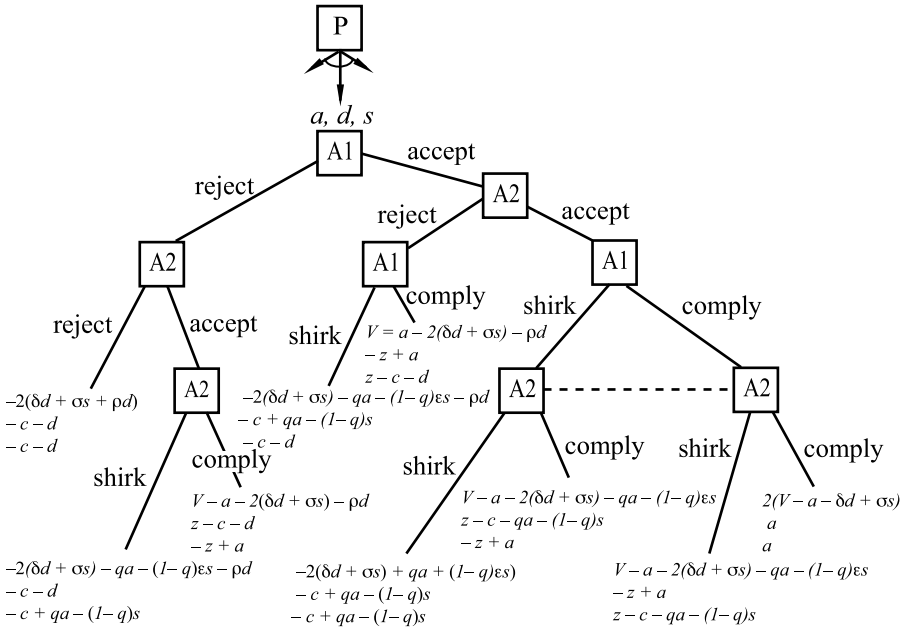 P
a, d, s
A1
accept
reject
A2
reject
accept
A2
A1
A1
comply
shirk
comply
reject
accept
shirk
V = a – 2(δd + σs) – ρd
– z + a
z – c – d
A2
A2
A2
–2(δd + σs + ρd)
– c – d
– c – d
–2(δd + σs) – qa – (1– q)εs – ρd
– c + qa – (1– q)s
– c – d
shirk
comply
shirk
comply
shirk
comply
V – a – 2(δd + σs) – ρd
z – c – d
– z + a
V – a – 2(δd + σs) – qa – (1– q)εs
z – c – qa – (1– q)s
– z + a
2(V – a – δd + σs)
a
a
–2(δd + σs) – qa – (1– q)εs – ρd
– c – d
– c + qa – (1– q)s
–2(δd + σs) + qa + (1– q)εs)
– c + qa – (1– q)s
– c + qa – (1– q)s
V – a – 2(δd + σs) – qa – (1– q)εs
– z + a
z – c – qa – (1– q)s